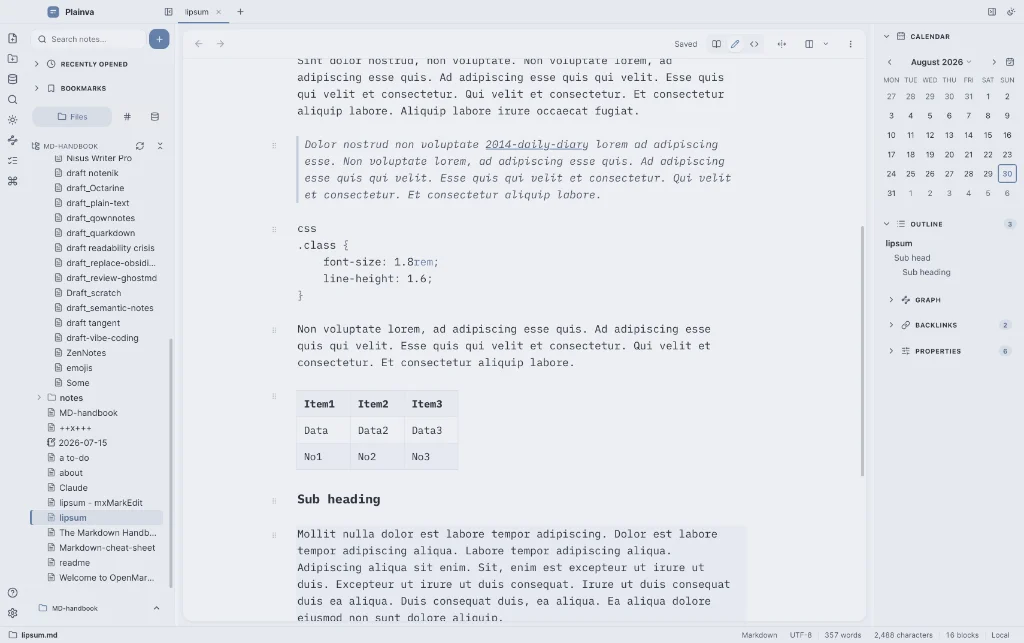 Plainva
lipsum
Search notes...
RECENTLY OPENED
BOOKMARKS
Files
MD-HANDBOOK
Nisus Writer Pro
draft notenik
draft_Octarine
draft_plain-text
draft_qownnotes
draft_quarkdown
draft readability crisis
draft_replace-obsidi...
draft_review-ghostmd
Draft_scratch
draft_semantic-notes
draft tangent
draft-vibe-coding
ZenNotes
emojis
Some
notes
MD-handbook
++x+++
2026-07-15
a to-do
about
Claude
lipsum - mxMarkEdit
lipsum
The Markdown Handb...
Markdown-cheat-sheet
readme
Welcome to OpenMar...
MD-handbook
lipsum.md
Saved
Sint dolor nostrud, non voluptate. Non voluptate lorem, ad
adipiscing esse quis. Ad adipiscing esse quis qui velit. Esse quis
qui velit et consectetur. Qui velit et consectetur. Et consectetur
aliquip labore. Aliquip labore irure occaecat fugiat.
Dolor nostrud non voluptate 2014-daily-diary lorem ad adipiscing
esse. Non voluptate lorem, ad adipiscing esse quis. Ad adipiscing
esse quis qui velit. Esse quis qui velit et consectetur. Qui velit
et consectetur. Et consectetur aliquip labore.
css
.class {
font-size: 1.8rem;
line-height: 1.6;
}
Non voluptate lorem, ad adipiscing esse quis. Ad adipiscing esse
quis qui velit. Esse quis qui velit et consectetur. Qui velit et
consectetur. Et consectetur aliquip labore.
Item1 Item2 Item3
Data Data2 Data3
No1 No2 No3
Sub heading
Mollit nulla dolor est labore tempor adipiscing. Dolor est labore
tempor adipiscing aliqua. Labore tempor adipiscing aliqua.
Adipiscing aliqua sit enim. Sit, enim est excepteur ut irure ut
duis. Excepteur ut irure ut duis consequat. Irure ut duis consequat
duis ea aliqua. Duis consequat duis, ea aliqua. Ea aliqua dolore
eiusmod non sunt dolore aliquip.
CALENDAR
August 2026
MON TUE WED THU FRI SAT SUN
27 28 29 30 31 1 2
3 4 5 6 7 8 9
10 11 12 13 14 15 16
17 18 19 20 21 22 23
24 25 26 27 28 29 30
31 1 2 3 4 5 6
OUTLINE 3
lipsum
Sub head
Sub heading
GRAPH
BACKLINKS 2
PROPERTIES 6
Markdown UTF-8 357 words 2,488 characters 16 blocks Local